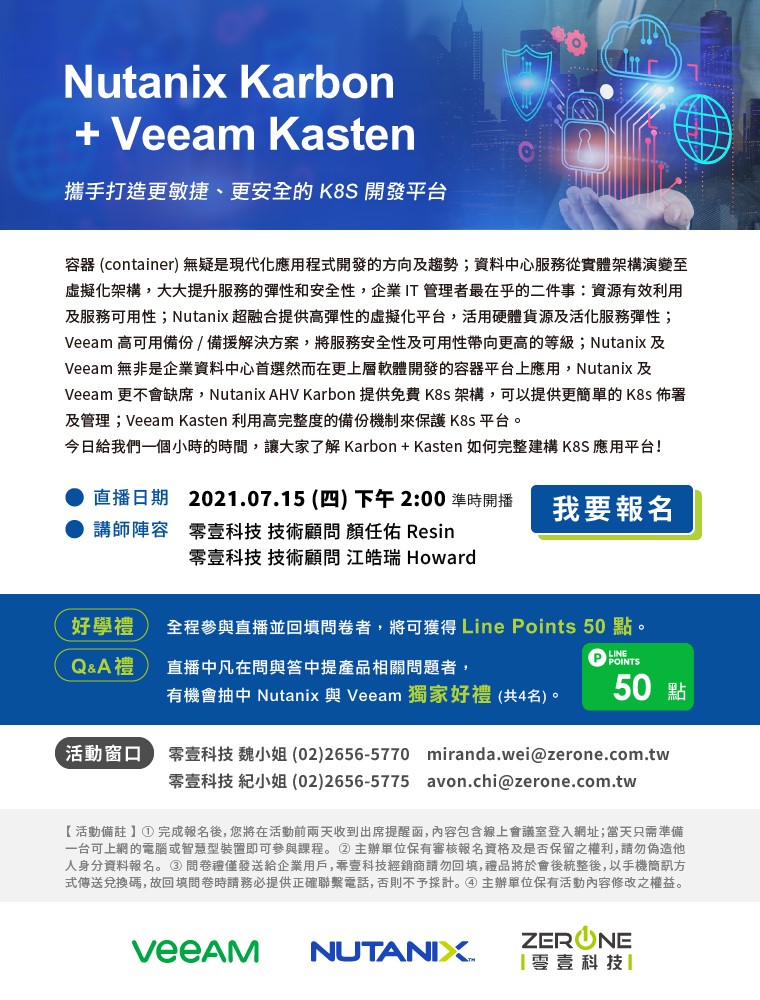 Nutanix Karbon
+ Veeam Kasten
攜手打造更敏捷、更安全的 K8S 開發平台
容器 (container) 無疑是現代化應用程式開發的方向及趨勢；資料中心服務從實體架構演變至
虛擬化架構，大大提升服務的彈性和安全性，企業 IT 管理者最在乎的二件事：資源有效利用
及服務可用性；Nutanix 超融合提供高彈性的虛擬化平台，活用硬體貨源及活化服務彈性；
Veeam 高可用備份 / 備援解決方案，將服務安全性及可用性帶向更高的等級；Nutanix 及
Veeam 無非是企業資料中心首選然而在更上層軟體開發的容器平台上應用，Nutanix 及
Veeam 更不會缺席，Nutanix AHV Karbon 提供免費 K8s 架構，可以提供更簡單的 K8s 佈署
及管理；Veeam Kasten 利用高完整度的備份機制來保護 K8s 平台。
今日給我們一個小時的時間，讓大家了解 Karbon + Kasten 如何完整建構 K8S 應用平台！
直播日期 2021.07.15 (四) 下午 2:00 準時開播
我要報名
講師陣容 零壹科技 技術顧問 顏任佑 Resin
零壹科技 技術顧問 江皓瑞 Howard
好學禮 全程參與直播並回填問卷者，將可獲得 Line Points 50 點。
Q&A禮 直播中凡在問與答中提產品相關問題者，
有機會抽中 Nutanix 與 Veeam 獨家好禮 (共4名)。
P LINE POINTS
50 點
活動窗口 零壹科技 魏小姐 (02)2656-5770 miranda.wei@zerone.com.tw
零壹科技 紀小姐 (02)2656-5775 avon.chi@zerone.com.tw
【 活動備註 】① 完成報名後，您將在活動前兩天收到出席提醒函，內容包含線上會議室登入網址；當天只需準備
一台可上網的電腦或智慧型裝置即可參與課程。② 主辦單位保有審核報名資格及是否保留之權利，請勿偽造他
人身分資料報名。③ 問卷禮僅發送給企業用戶，零壹科技經銷商請勿回填，禮品將於會後統整後，以手機簡訊方
式傳送兌換碼，故回填問卷時請務必提供正確聯繫電話，否則不予採計。④ 主辦單位保有活動內容修改之權益。
VEEAM
NUTANIX™
ZERONE
零壹科技